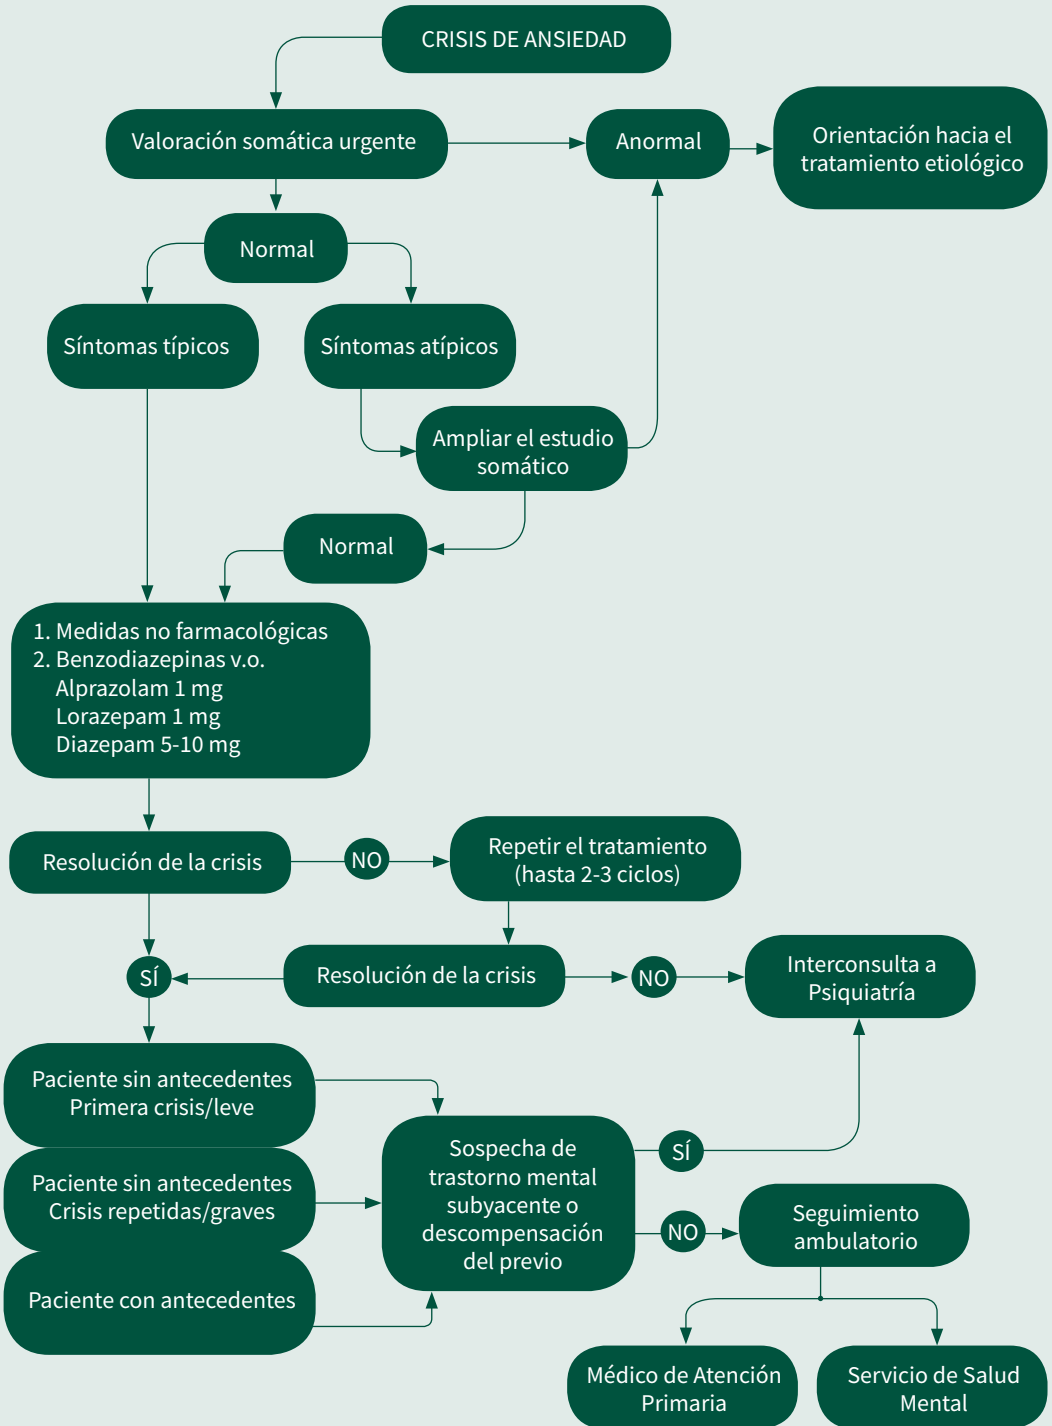 CRISIS DE ANSIEDAD
Valoración somática urgente
Anormal
Orientación hacia el
tratamiento etiológico
Normal
Síntomas típicos
Síntomas atípicos
Ampliar el estudio
somático
Normal
1. Medidas no farmacológicas
2. Benzodiazepinas v.o.
Alprazolam 1 mg
Lorazepam 1 mg
Diazepam 5-10 mg
Resolución de la crisis
NO
Repetir el tratamiento
(hasta 2-3 ciclos)
SÍ
Resolución de la crisis
NO
Interconsulta a
Psiquiatría
Paciente sin antecedentes
Primera crisis/leve
Paciente sin antecedentes
Crisis repetidas/graves
Paciente con antecedentes
Sospecha de
trastorno mental
subyacente o
descompensación
del previo
SÍ
NO
Seguimiento
ambulatorio
Médico de Atención
Primaria
Servicio de Salud
Mental